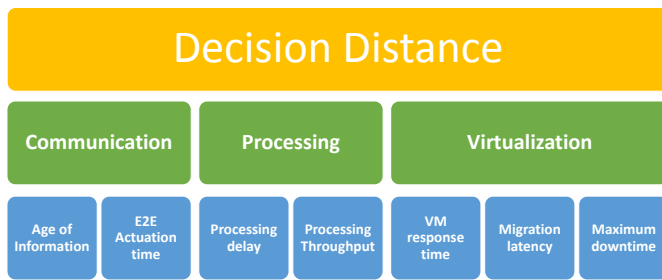 Decision Distance
Communication
Processing
Virtualization
Age of
Information
E2E
Actuation
time
Processing
delay
Processing
Throughput
VM
response
time
Migration
latency
Maximum
downtime